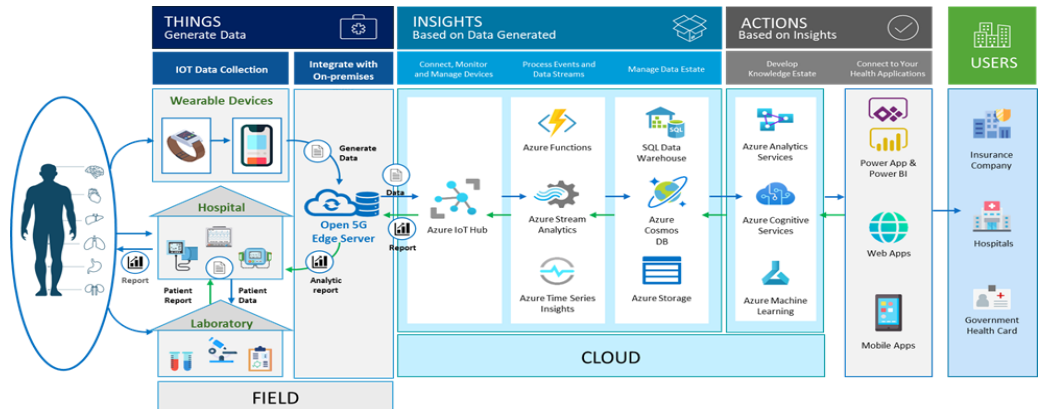 THINGS
Generate Data
INSIGHTS
Based on Data Generated
ACTIONS
Based on Insights
USERS
IOT Data Collection
Integrate with
On-premises
Connect, Monitor
and Manage Devices
Process Events and
Data Streams
Manage Data Estate
Develop
Knowledge Estate
Connect to Your
Health Applications
Wearable Devices
Generate
Data
Hospital
Report
Patient
Report
Patient
Data
Laboratory
Open 5G
Edge Server
Analytic
report
Data
Report
Azure IoT Hub
Azure Functions
Azure Stream
Analytics
Azure Time Series
Insights
SQL
SQL Data
Warehouse
Azure
Cosmos
DB
Azure Storage
Azure Analytics
Services
Azure Cognitive
Services
Azure Machine
Learning
Power App &
Power BI
Web Apps
Mobile Apps
Insurance
Company
Hospitals
Government
Health Card
CLOUD
FIELD